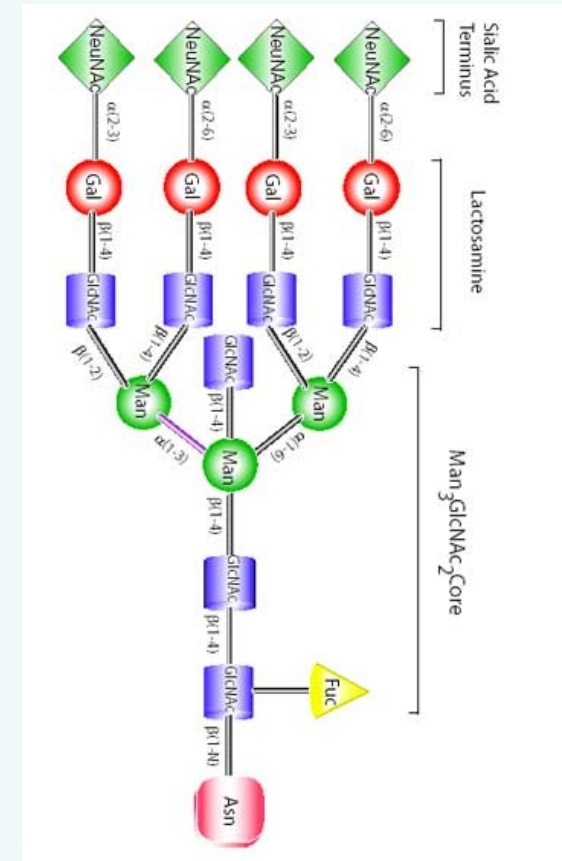 Sialic Acid
Terminus
Lactosamine
Man3GlcNAc2Core
NeuNAc
NeuNAc
NeuNAc
NeuNAc
α(2-3)
α(2-6)
α(2-3)
α(2-6)
Gal
Gal
Gal
Gal
β(1-4)
β(1-4)
β(1-4)
β(1-4)
GlcNAc
GlcNAc
GlcNAc
GlcNAc
β(1-2)
β(1-4)
β(1-2)
β(1-4)
GlcNAc
Man
Man
β(1-4)
α(1-3)
α(1-6)
Man
β(1-4)
GlcNAc
β(1-4)
GlcNAc
Fuc
β(1-N)
Asn